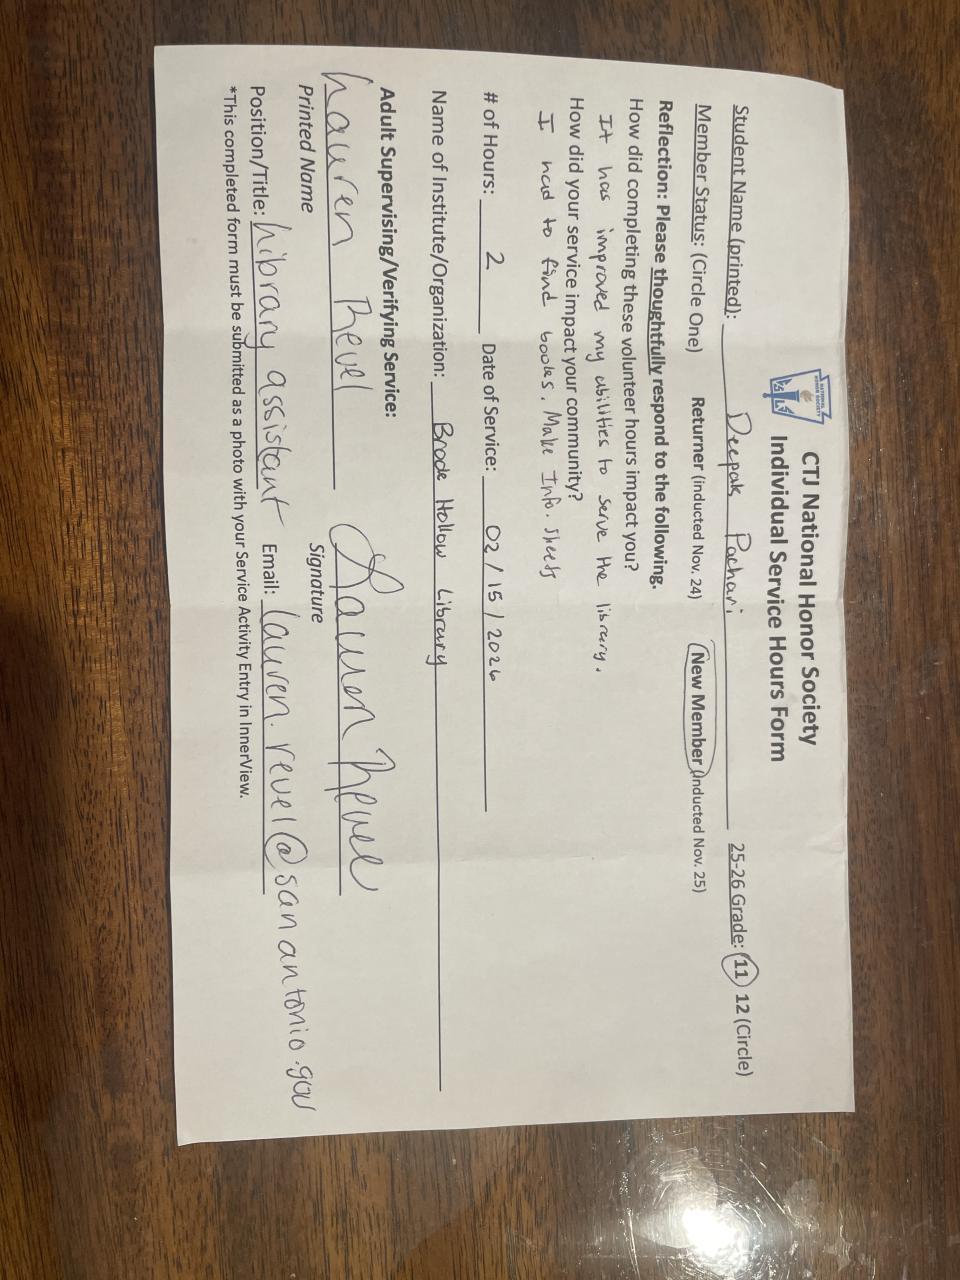 NATIONAL
HONOR SOCIETY
CTJ National Honor Society
Individual Service Hours Form
Student Name (printed): Deepak Pachari 25-26 Grade: 11 12 (Circle)
Member Status: (Circle One) Returner (inducted Nov. 24) New Member (Inducted Nov. 25)
Reflection: Please thoughtfully respond to the following.
How did completing these volunteer hours impact you?
It has improved my abilities to serve the library.
How did your service impact your community?
I had to find books. Make Info. sheets
# of Hours: 2 Date of Service: 02/15/2026
Name of Institute/Organization: Brook Hollow Library
Adult Supervising/Verifying Service:
Lauren Revel Lauren Revel
Printed Name Signature
Position/Title: Library assistant Email: lauren.revel@sanantonio.gov
*This completed form must be submitted as a photo with your Service Activity Entry in InnerView.